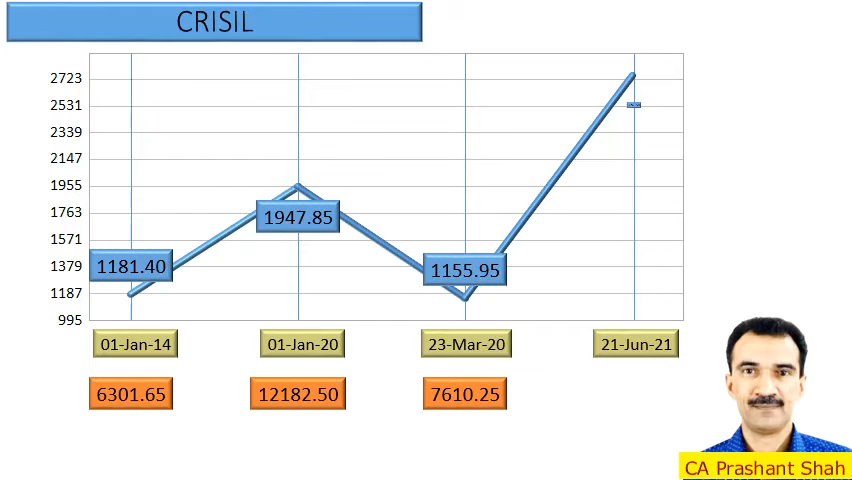 CRISIL
2723
2531
2339
2147
1955
1763
1571
1379
1187
995
1181.40
1947.85
1155.95
01-Jan-14
01-Jan-20
23-Mar-20
21-Jun-21
6301.65
12182.50
7610.25
CA Prashant Shah